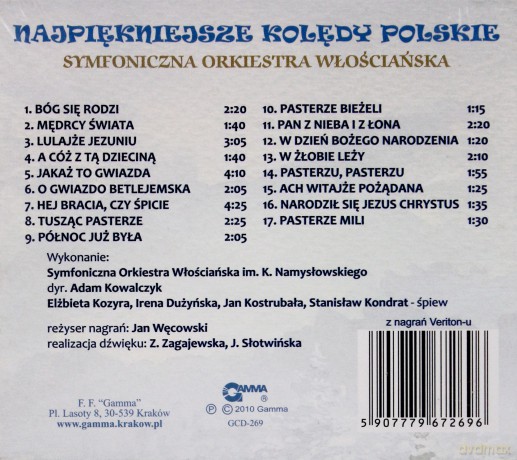 NAJPIĘKNIEJSZE KOLĘDY POLSKIE
SYMFONICZNA ORKIESTRA WŁOŚCIAŃSKA
1. BÓG SIĘ RODZI 2:20
2. MĘDRCY ŚWIATA 1:40
3. LULAJŻE JEZUNIU 3:05
4. A CÓŻ Z TĄ DZIECINĄ 1:40
5. JAKAŻ TO GWIAZDA 4:10
6. O GWIAZDO BETLEJEMSKA 2:05
7. HEJ BRACIA, CZY ŚPICIE 4:25
8. TUSZĄC PASTERZE 2:25
9. PÓŁNOC JUŻ BYŁA 2:05
10. PASTERZE BIEŻELI 1:15
11. PAN Z NIEBA I Z ŁONA 2:20
12. W DZIEŃ BOŻEGO NARODZENIA 1:20
13. W ŻŁOBIE LEŻY 2:10
14. PASTERZU, PASTERZU 1:55
15. ACH WITAJŻE POŻĄDANA 1:25
16. NARODZIŁ SIĘ JEZUS CHRYSTUS 1:35
17. PASTERZE MILI 1:30
Wykonanie:
Symfoniczna Orkiestra Włościańska im. K. Namysłowskiego
dyr. Adam Kowalczyk
Elżbieta Kozyra, Irena Dużyńska, Jan Kostrubała, Stanisław Kondrat - śpiew
reżyser nagrań: Jan Węcowski
realizacja dźwięku: Z. Zagajewska, J. Słotwińska
z nagrań Veriton-u
F. F. "Gamma"
Pl. Lasoty 8, 30-539 Kraków
www.gamma.krakow.pl
GAMMA
Ⓟ © 2010 Gamma
GCD-269
5 907779 672696
dvdmax